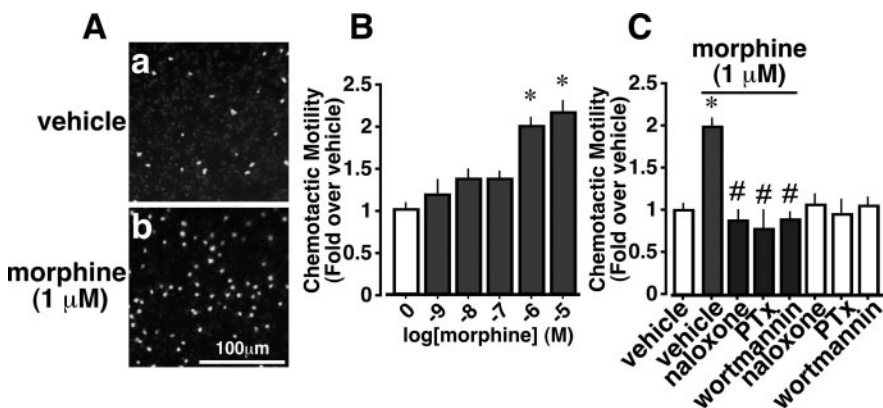 A
a
vehicle
b
morphine
(1 μM)
100μm
B
Chemotactic Motility
(Fold over vehicle)
2.5
2
1.5
1
0.5
0
* *
0 -9 -8 -7 -6 -5
log[morphine] (M)
C
morphine
(1 μM)
Chemotactic Motility
(Fold over vehicle)
2.5
2
1.5
1
0.5
0
*
# # #
vehicle
vehicle
naloxone
PTx
wortmannin
naloxone
PTx
wortmannin